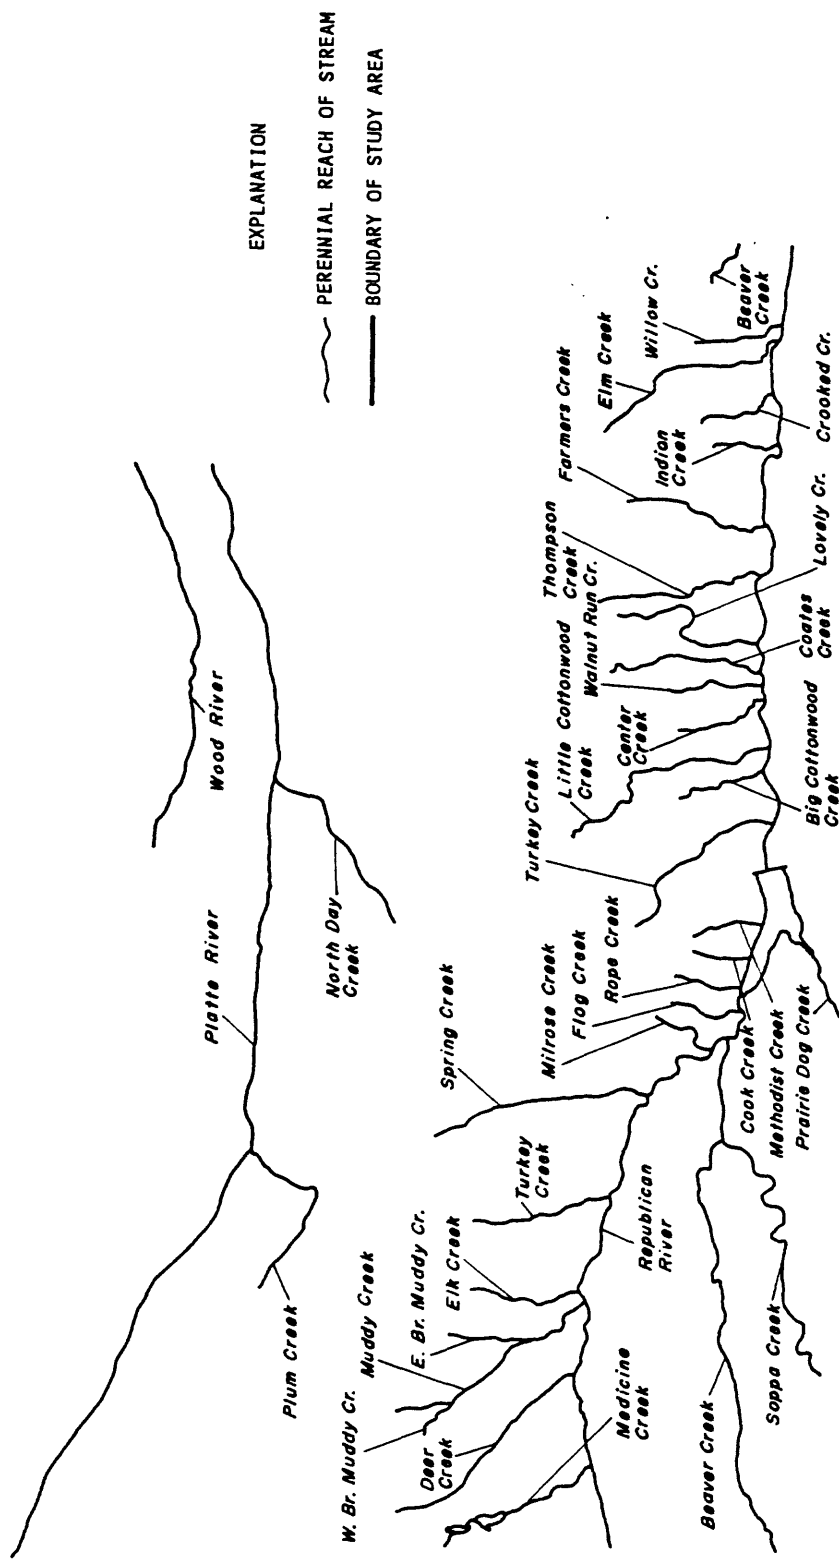 EXPLANATION
PERENNIAL REACH OF STREAM
BOUNDARY OF STUDY AREA
Wood River
Platte River
North Day
Creek
Plum Creek
Spring Creek
Turkey
Creek
Elk Creek
E. Br. Muddy Cr.
Muddy Creek
W. Br. Muddy Cr.
Deer
Creek
Medicine
Creek
Republican
River
Beaver Creek
Soppa Creek
Milrose Creek
Flog Creek
Rope Creek
Cook Creek
Methodist Creek
Prairie Dog Creek
Turkey Creek
Little Cottonwood
Creek
Center
Creek
Big Cottonwood
Creek
Walnut Run Cr.
Thompson
Creek
Coates
Creek
Lovely Cr.
Farmers Creek
Indian
Creek
Crooked Cr.
Elm Creek
Willow Cr.
Beaver
Creek